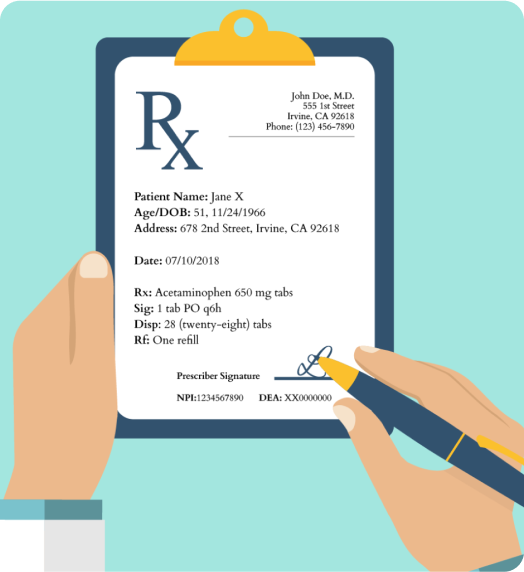 Rx
John Doe, M.D.
555 1st Street
Irvine, CA 92618
Phone: (123) 456-7890
Patient Name: Jane X
Age/DOB: 51, 11/24/1966
Address: 678 2nd Street, Irvine, CA 92618
Date: 07/10/2018
Rx: Acetaminophen 650 mg tabs
Sig: 1 tab PO q6h
Disp: 28 (twenty-eight) tabs
Rf: One refill
Prescriber Signature
NPI:1234567890 DEA: XX0000000